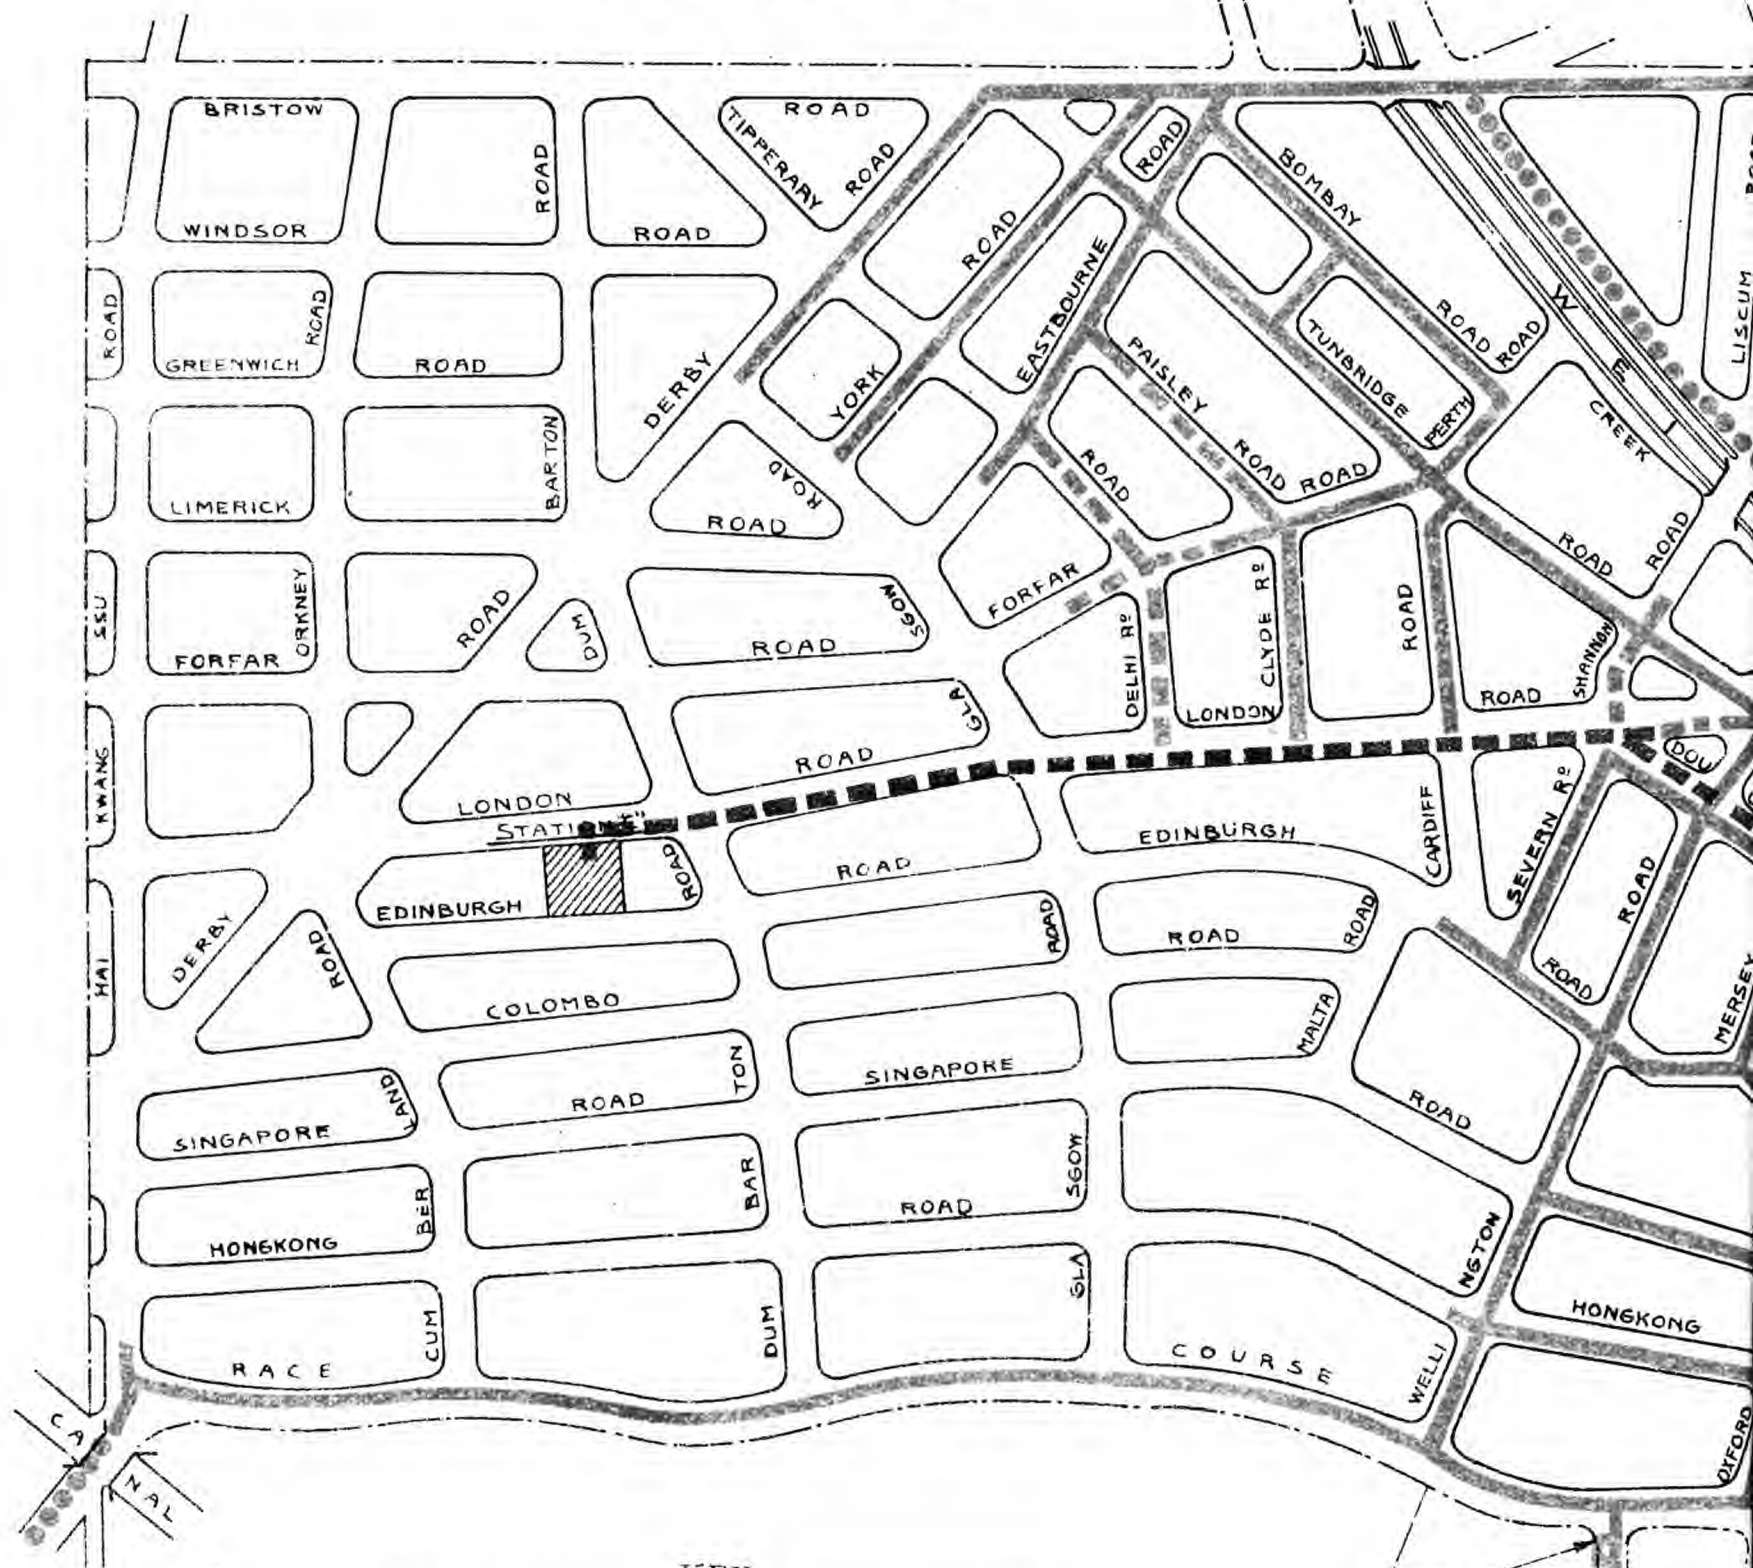 BRISTOW ROAD
TIPPERARY ROAD
ROAD
ROAD
WINDSOR ROAD
ROAD
BOMBAY ROAD
ROAD
EASTBOURNE ROAD
LISCUM
WEI
CREEK
ROAD
GREENWICH ROAD
ROAD
DERBY
YORK
PAISLEY ROAD
TUNBRIDGE ROAD
PERTH ROAD
LIMERICK ROAD
BARTON
ROAD
ROAD
ROAD
ROAD
SSU
FORFAR ROAD
ORKNEY
ROAD
DUM
SGOW
FORFAR
DELHI RD
CLYDE RD
ROAD
SHANNON
LONDON ROAD
KWANG
GLA
LONDON ROAD
STATION "E"
DOU
EDINBURGH ROAD
ROAD
EDINBURGH
CARDIFF
SEVERN RD
ROAD
ROAD
HAI
DERBY
ROAD
COLOMBO
ROAD
ROAD
ROAD
MERSEY
MALTA
LAND
SINGAPORE ROAD
TON
SINGAPORE
ROAD
HONGKONG
BER
BAR
ROAD
SGOW
NGTON
HONGKONG
RACE
CUM
DUM
GLA
COURSE
WELLI
OXFORD
CA
NAL